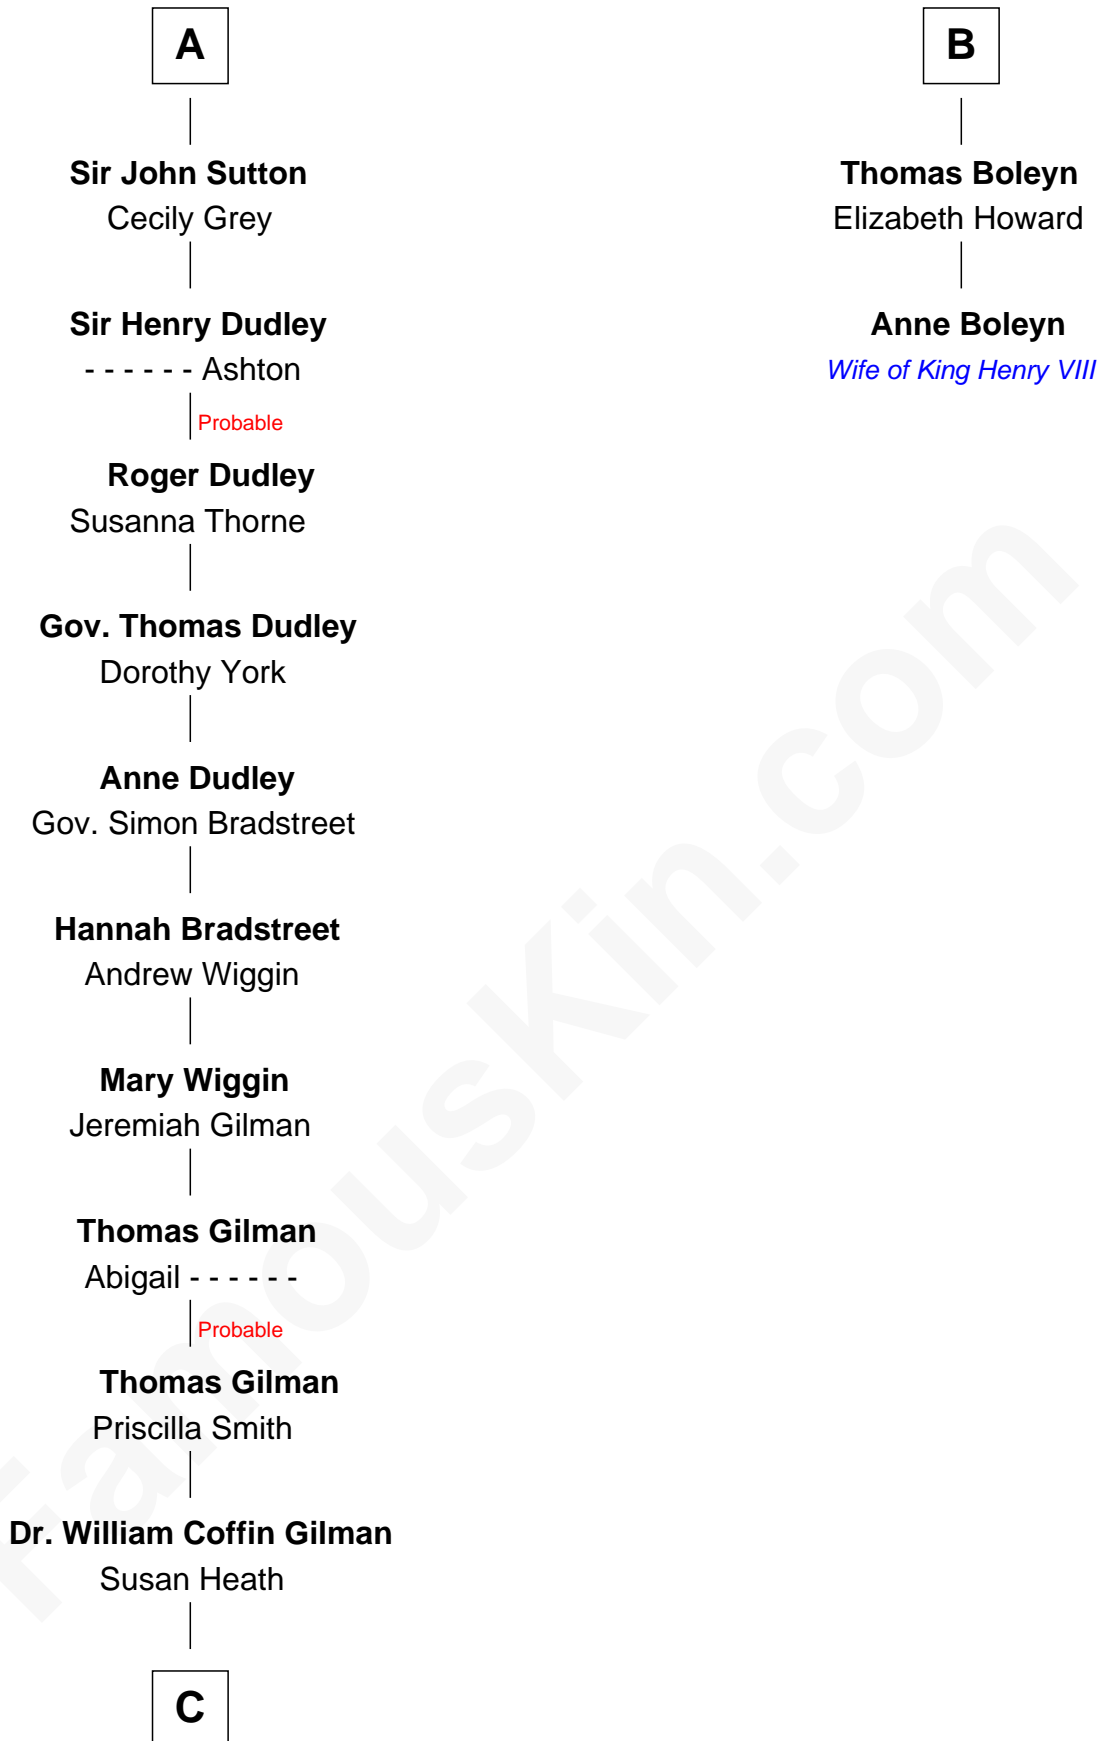 A
Sir John Sutton
Cecily Grey
Sir Henry Dudley
- - - - - - Ashton
Probable
Roger Dudley
Susanna Thorne
Gov. Thomas Dudley
Dorothy York
Anne Dudley
Gov. Simon Bradstreet
Hannah Bradstreet
Andrew Wiggin
Mary Wiggin
Jeremiah Gilman
Thomas Gilman
Abigail - - - - - -
Probable
Thomas Gilman
Priscilla Smith
Dr. William Coffin Gilman
Susan Heath
C
B
Thomas Boleyn
Elizabeth Howard
Anne Boleyn
Wife of King Henry VIII
FamousKin.com